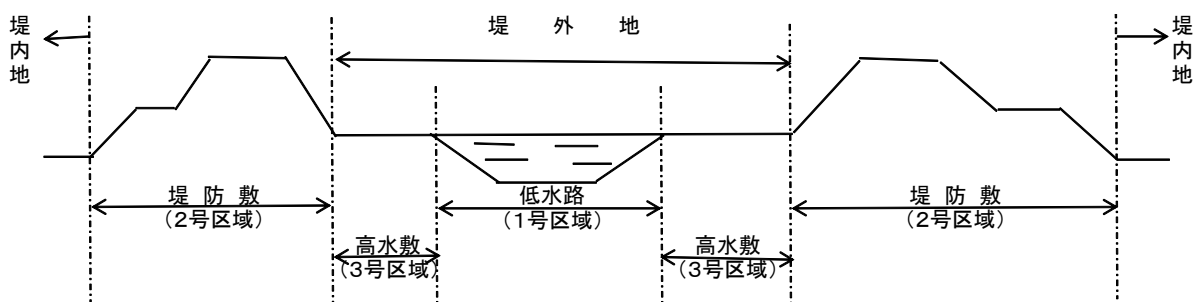 堤内地
堤外地
堤内地
堤防敷
(2号区域)
低水路
(1号区域)
堤防敷
(2号区域)
高水敷
(3号区域)
高水敷
(3号区域)